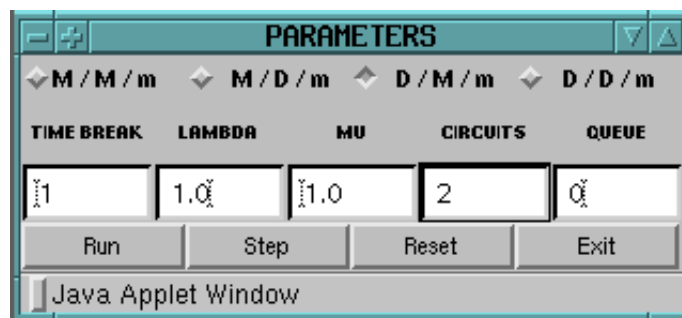 PARAMETERS
M / M / m M / D / m D / M / m D / D / m
TIME BREAK LAMBDA MU CIRCUITS QUEUE
1 1.0 1.0 2 0
Run Step Reset Exit
Java Applet Window